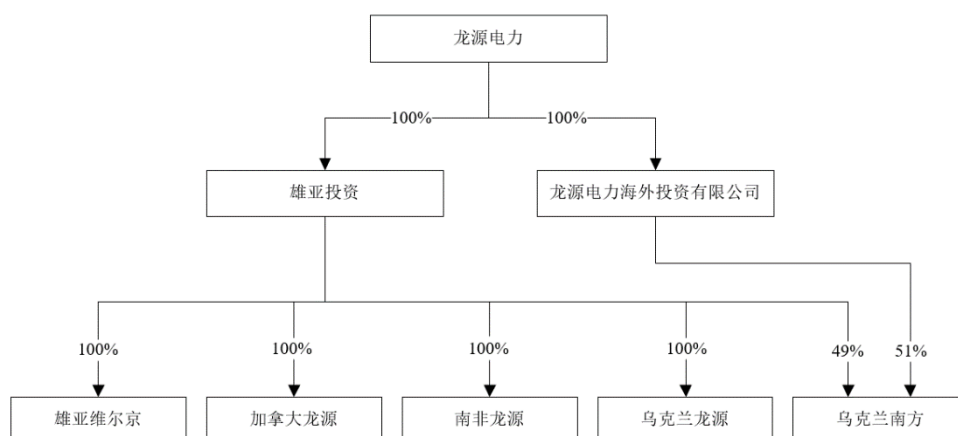 龙源电力
100%
100%
雄亚投资
龙源电力海外投资有限公司
100%
100%
100%
100%
49%
51%
雄亚维尔京
加拿大龙源
南非龙源
乌克兰龙源
乌克兰南方